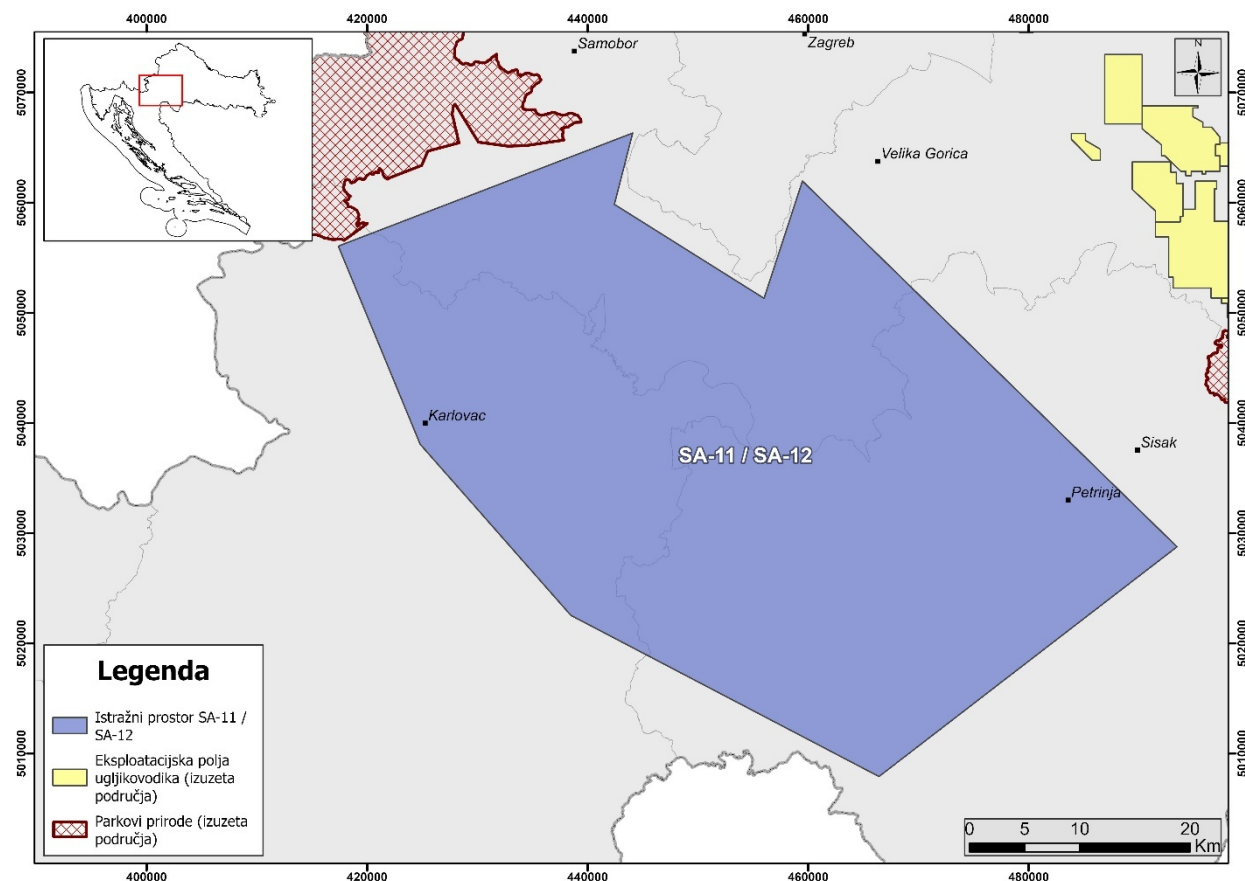 400000 420000 440000 460000 480000
N
Samobor
Zagreb
5070000 5070000
Velika Gorica
5060000 5060000
5050000 5050000
Karlovac
5040000 5040000
Sisak
SA-11 / SA-12
Petrinja
5030000 5030000
5020000 5020000
Legenda
Istražni prostor SA-11 /
SA-12
Eksploatacijska polja
ugljikovodika (izuzeta
područja)
Parkovi prirode (izuzeta
područja)
5010000 5010000
0 5 10 20
Km
400000 420000 440000 460000 480000